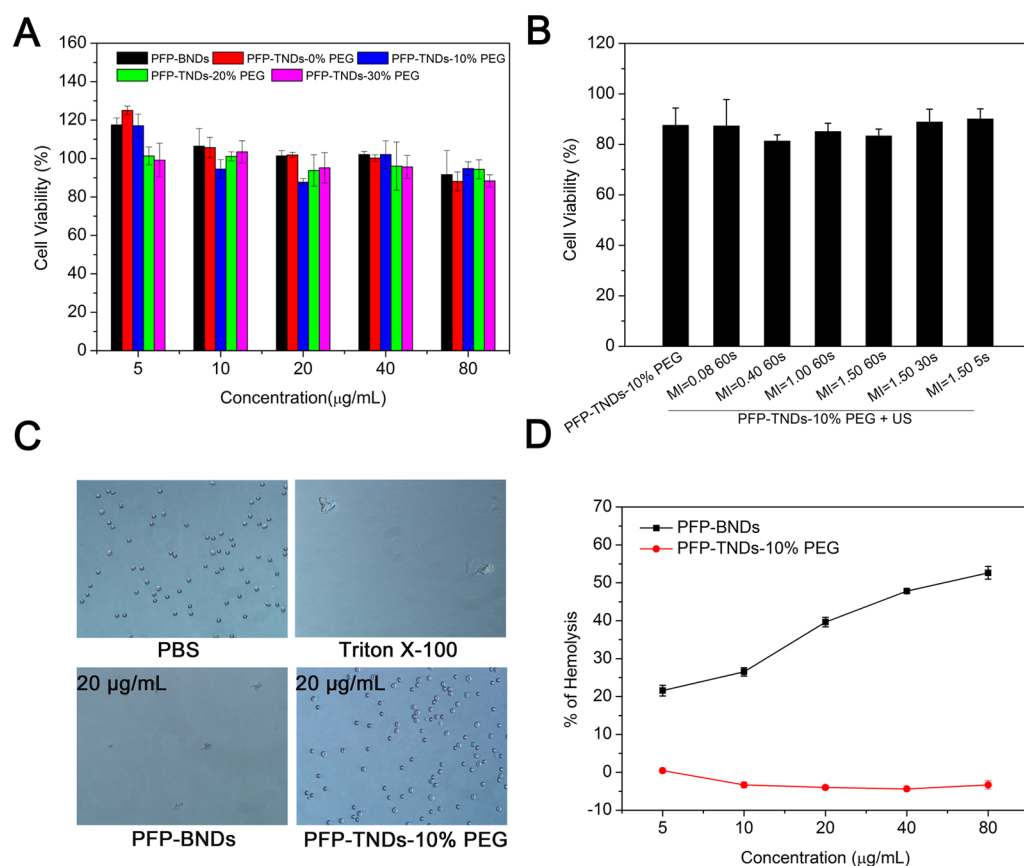 A
160
140
120
100
80
60
40
20
0
Cell Viability (%)
PFP-BNDs PFP-TNDs-0% PEG PFP-TNDs-10% PEG
PFP-TNDs-20% PEG PFP-TNDs-30% PEG
5 10 20 40 80
Concentration(μg/mL)
B
120
100
80
60
40
20
0
Cell Viability (%)
PFP-TNDs-10% PEG
MI=0.08 60s
MI=0.40 60s
MI=1.00 60s
MI=1.50 60s
MI=1.50 30s
MI=1.50 5s
PFP-TNDs-10% PEG + US
C
PBS
Triton X-100
20 μg/mL
PFP-BNDs
20 μg/mL
PFP-TNDs-10% PEG
D
70
60
50
40
30
20
10
0
-10
% of Hemolysis
PFP-BNDs
PFP-TNDs-10% PEG
5 10 20 40 80
Concentration (μg/mL)